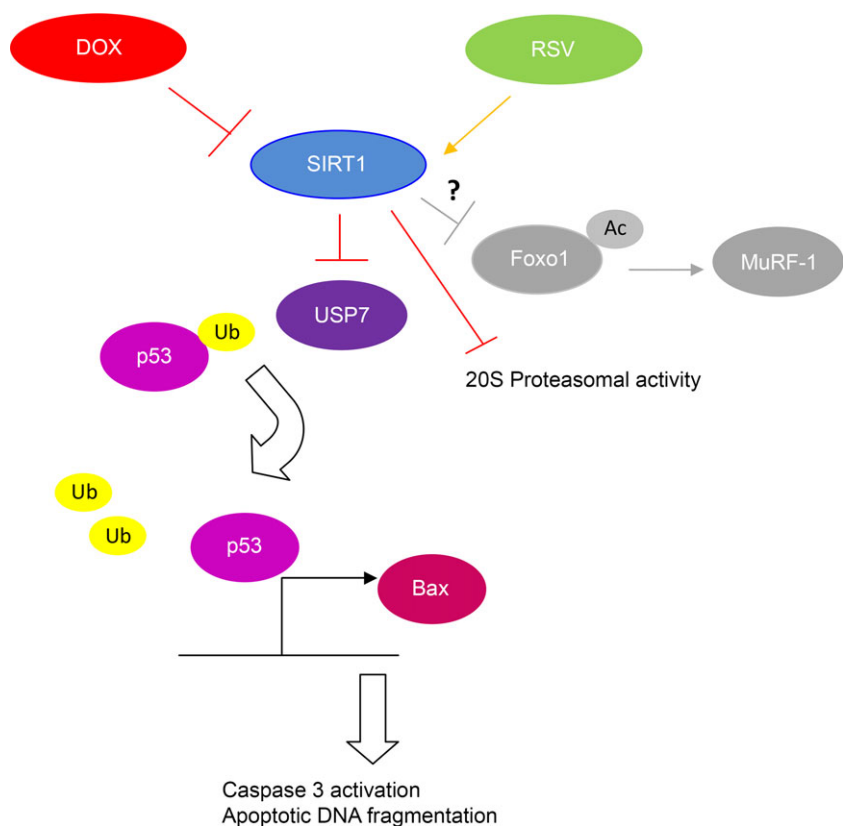 DOX
RSV
SIRT1
?
Ac
Foxo1
MuRF-1
USP7
Ub
p53
20S Proteasomal activity
Ub
Ub
p53
Bax
Caspase 3 activation
Apoptotic DNA fragmentation